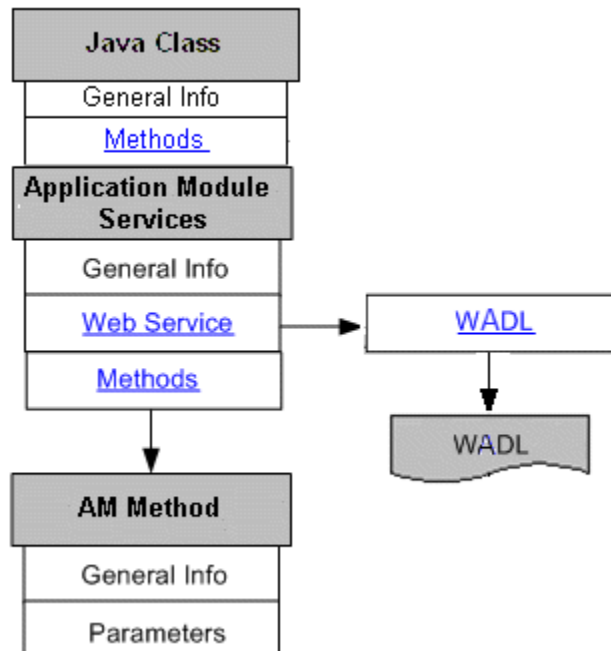 Java Class
General Info
Methods
Application Module
Services
General Info
Web Service
WADL
Methods
WADL
AM Method
General Info
Parameters